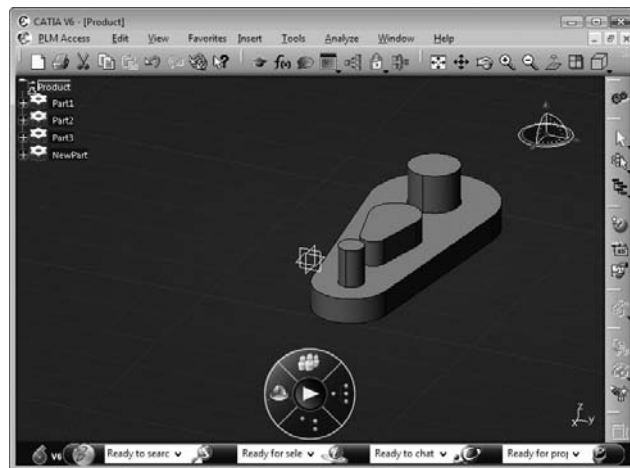 CATIA V6 - [Product]
PLM Access Edit View Favorites Insert Tools Analyze Window Help
f(x)
Product
Part1
Part2
Part3
NewPart
z
x y
V6 Ready to searc Ready for sele Ready to chat Ready for proj